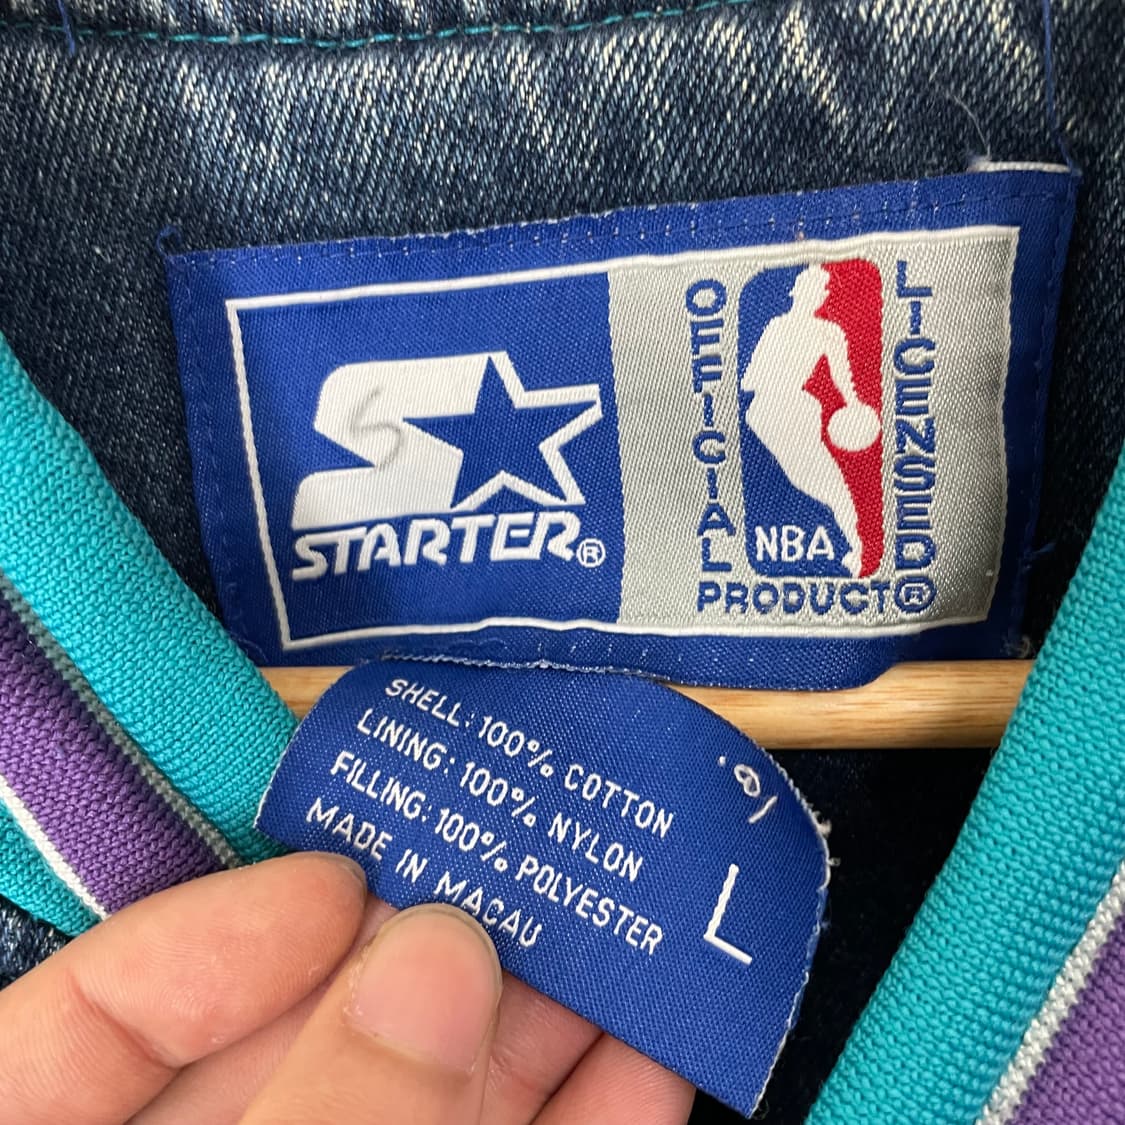 STARTER®
OFFICIAL
LICENSED
NBA
PRODUCT®
SHELL: 100% COTTON
LINING: 100% NYLON
FILLING: 100% POLYESTER
MADE IN MACAU
L